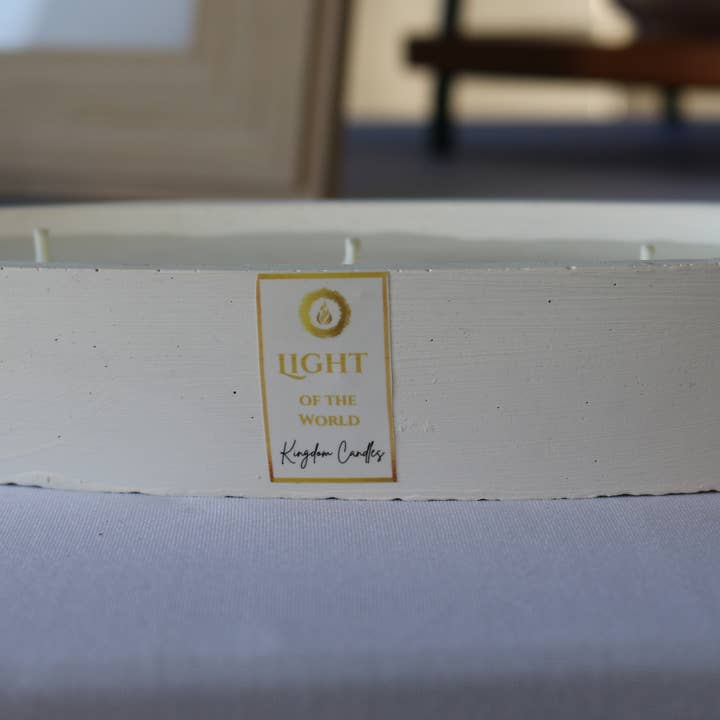 LIGHT
OF THE
WORLD
Kingdom Candles